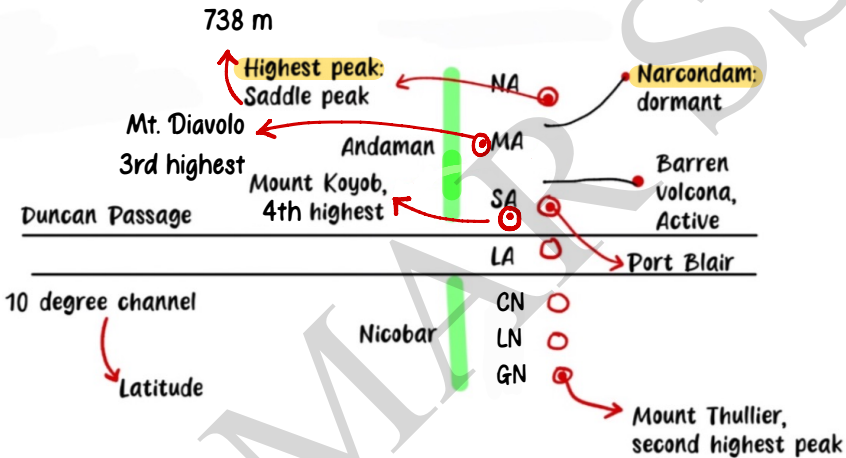 738 m
Highest peak:
Saddle peak
NA
Narcondam:
dormant
Mt. Diavolo
3rd highest
Andaman
MA
Mount Koyob,
4th highest
SA
Barren
volcona,
Active
Duncan Passage
LA
Port Blair
10 degree channel
CN
Nicobar
LN
GN
Latitude
Mount Thullier,
second highest peak
MAR SS